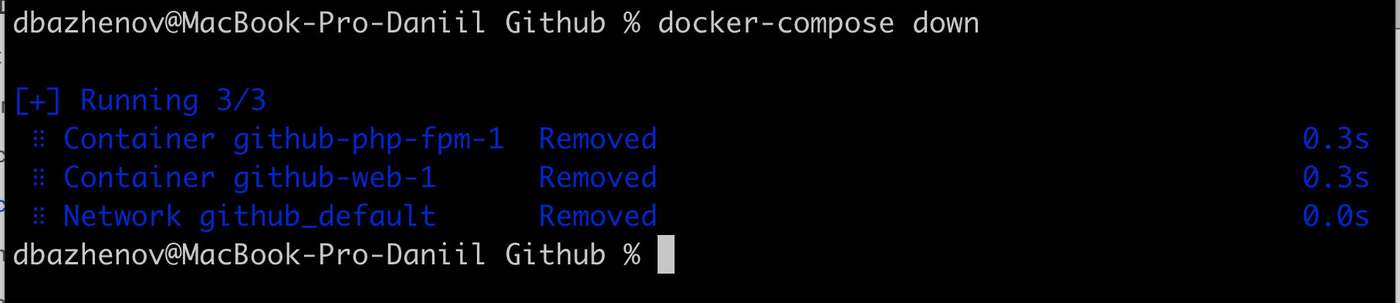 dbazhenov@MacBook-Pro-Daniil Github % docker-compose down
[+] Running 3/3
⠿ Container github-php-fpm-1  Removed 0.3s
⠿ Container github-web-1      Removed 0.3s
⠿ Network github_default      Removed 0.0s
dbazhenov@MacBook-Pro-Daniil Github %